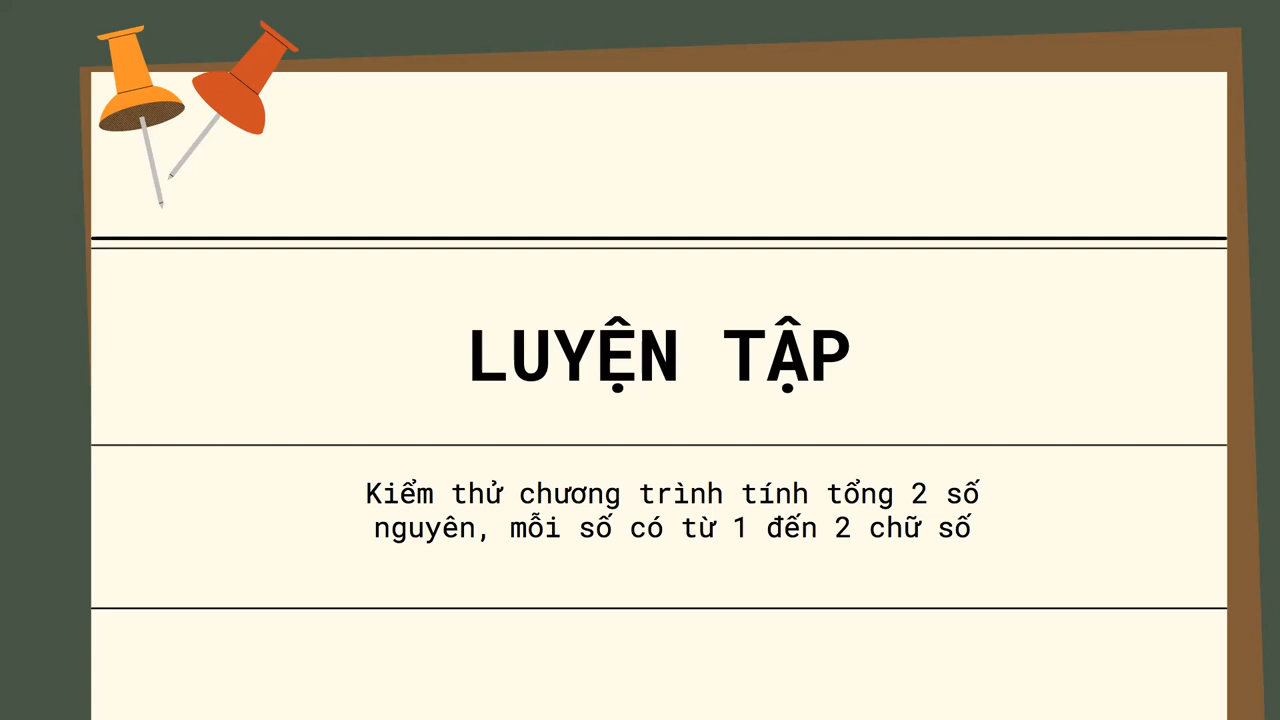 LUYỆN TẬP
Kiểm thử chương trình tính tổng 2 số
nguyên, mỗi số có từ 1 đến 2 chữ số